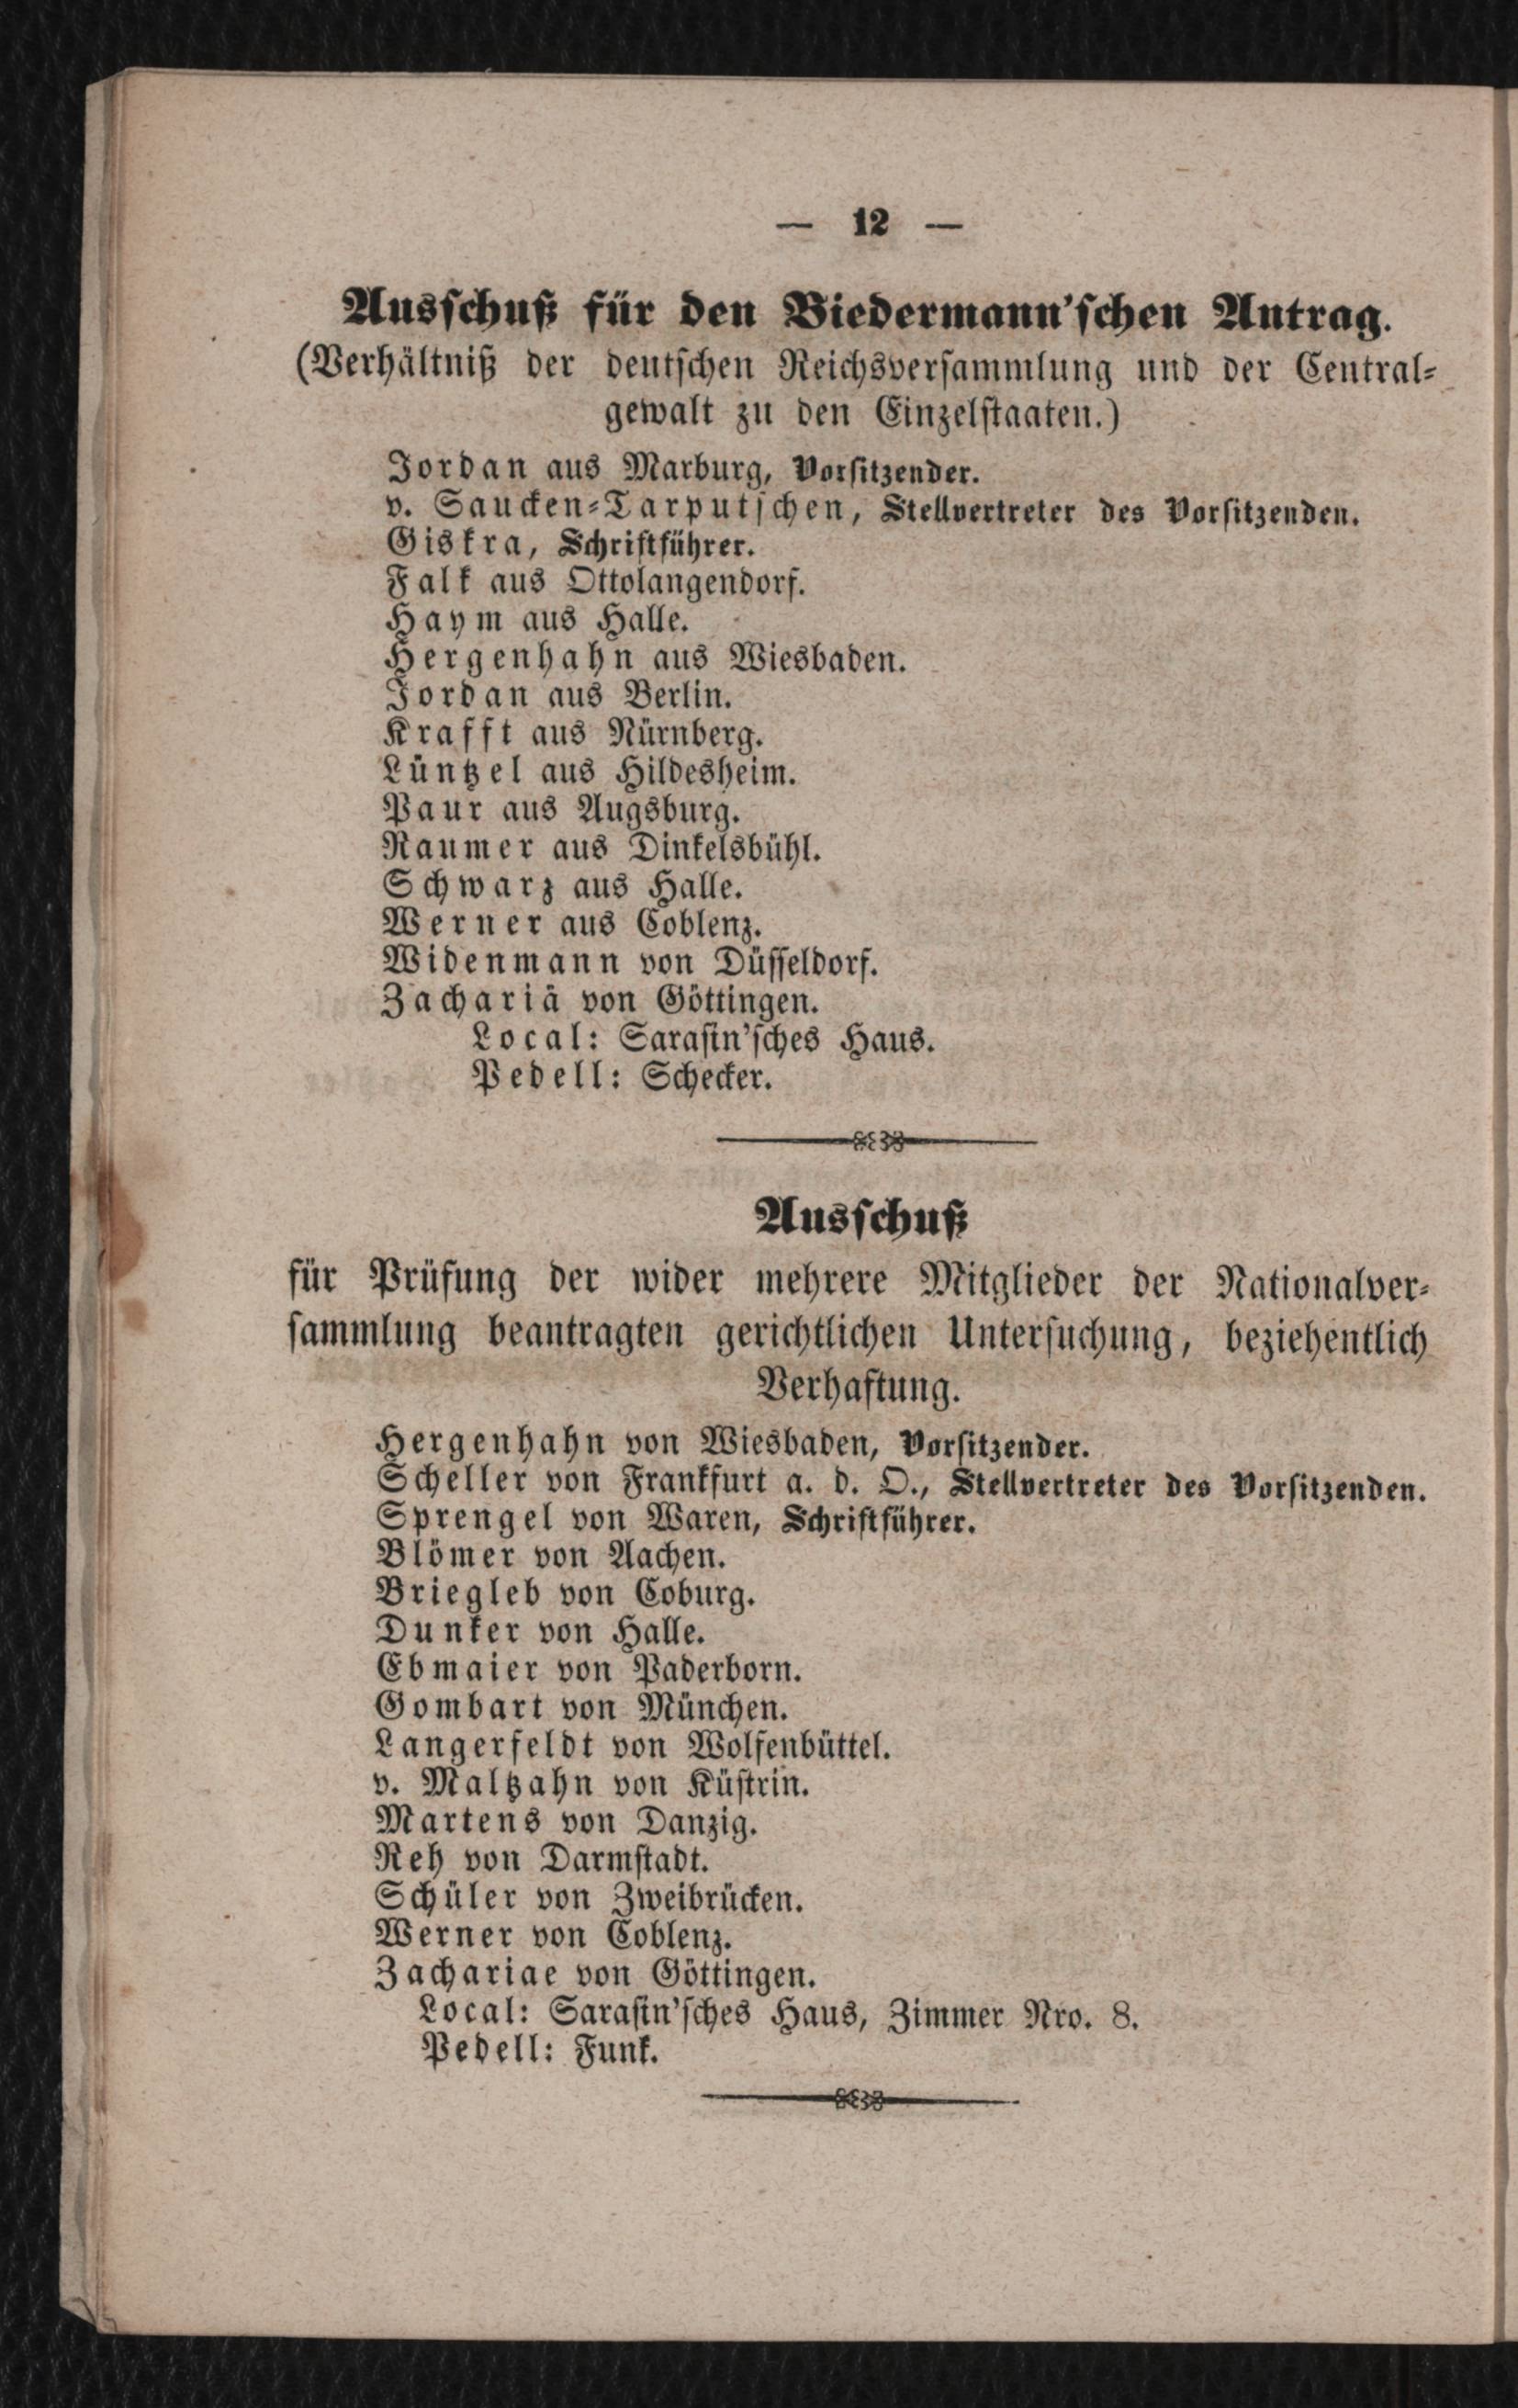 — 12 —
Ausschuß für den Biedermann'schen Antrag.
(Verhältniß der deutschen Reichsversammlung und der Central-
gewalt zu den Einzelstaaten.)
Jordan aus Marburg, Vorsitzender.
v. Saucken-Tarputschen, Stellvertreter des Vorsitzenden.
Giskra, Schriftführer.
Falk aus Ottolangendorf.
Haym aus Halle.
Hergenhahn aus Wiesbaden.
Jordan aus Berlin.
Krafft aus Nürnberg.
Lüntzel aus Hildesheim.
Paur aus Augsburg.
Raumer aus Dinkelsbühl.
Schwarz aus Halle.
Werner aus Coblenz.
Widenmann von Düsseldorf.
Zachariä von Göttingen.
Local: Sarasin'sches Haus.
Pedell: Schecker.
Ausschuß
für Prüfung der wider mehrere Mitglieder der Nationalver-
sammlung beantragten gerichtlichen Untersuchung, beziehentlich
Verhaftung.
Hergenhahn von Wiesbaden, Vorsitzender.
Scheller von Frankfurt a. d. O., Stellvertreter des Vorsitzenden.
Sprengel von Waren, Schriftführer.
Blömer von Aachen.
Briegleb von Coburg.
Dunker von Halle.
Ebmaier von Paderborn.
Gombart von München.
Langerfeldt von Wolfenbüttel.
v. Maltzahn von Küstrin.
Martens von Danzig.
Reh von Darmstadt.
Schüler von Zweibrücken.
Werner von Coblenz.
Zachariae von Göttingen.
Local: Sarasin'sches Haus, Zimmer Nro. 8.
Pedell: Funk.